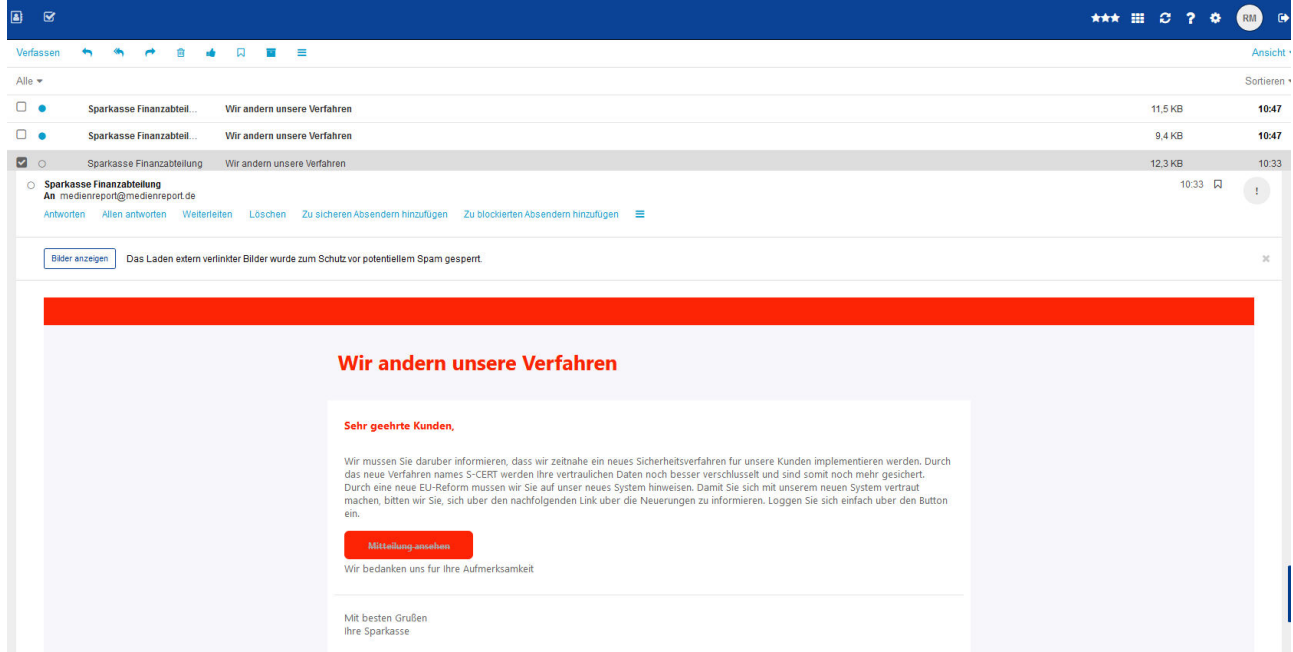 RM
Verfassen
Ansicht
Alle
Sortieren
Sparkasse Finanzabteil... Wir andern unsere Verfahren 11,5 KB 10:47
Sparkasse Finanzabteil... Wir andern unsere Verfahren 9,4 KB 10:47
Sparkasse Finanzabteilung Wir andern unsere Verfahren 12,3 KB 10:33
Sparkasse Finanzabteilung 10:33
An medienreport@medienreport.de
Antworten Allen antworten Weiterleiten Löschen Zu sicheren Absendern hinzufügen Zu blockierten Absendern hinzufügen
Bilder anzeigen Das Laden extern verlinkter Bilder wurde zum Schutz vor potentiellem Spam gesperrt.
Wir andern unsere Verfahren
Sehr geehrte Kunden,
Wir mussen Sie daruber informieren, dass wir zeitnahe ein neues Sicherheitsverfahren fur unsere Kunden implementieren werden. Durch
das neue Verfahren names S-CERT werden Ihre vertraulichen Daten noch besser verschlusselt und sind somit noch mehr gesichert.
Durch eine neue EU-Reform mussen wir Sie auf unser neues System hinweisen. Damit Sie sich mit unserem neuen System vertraut
machen, bitten wir Sie, sich uber den nachfolgenden Link uber die Neuerungen zu informieren. Loggen Sie sich einfach uber den Button
ein.
Mitteilung ansehen
Wir bedanken uns fur Ihre Aufmerksamkeit
Mit besten Grußen
Ihre Sparkasse